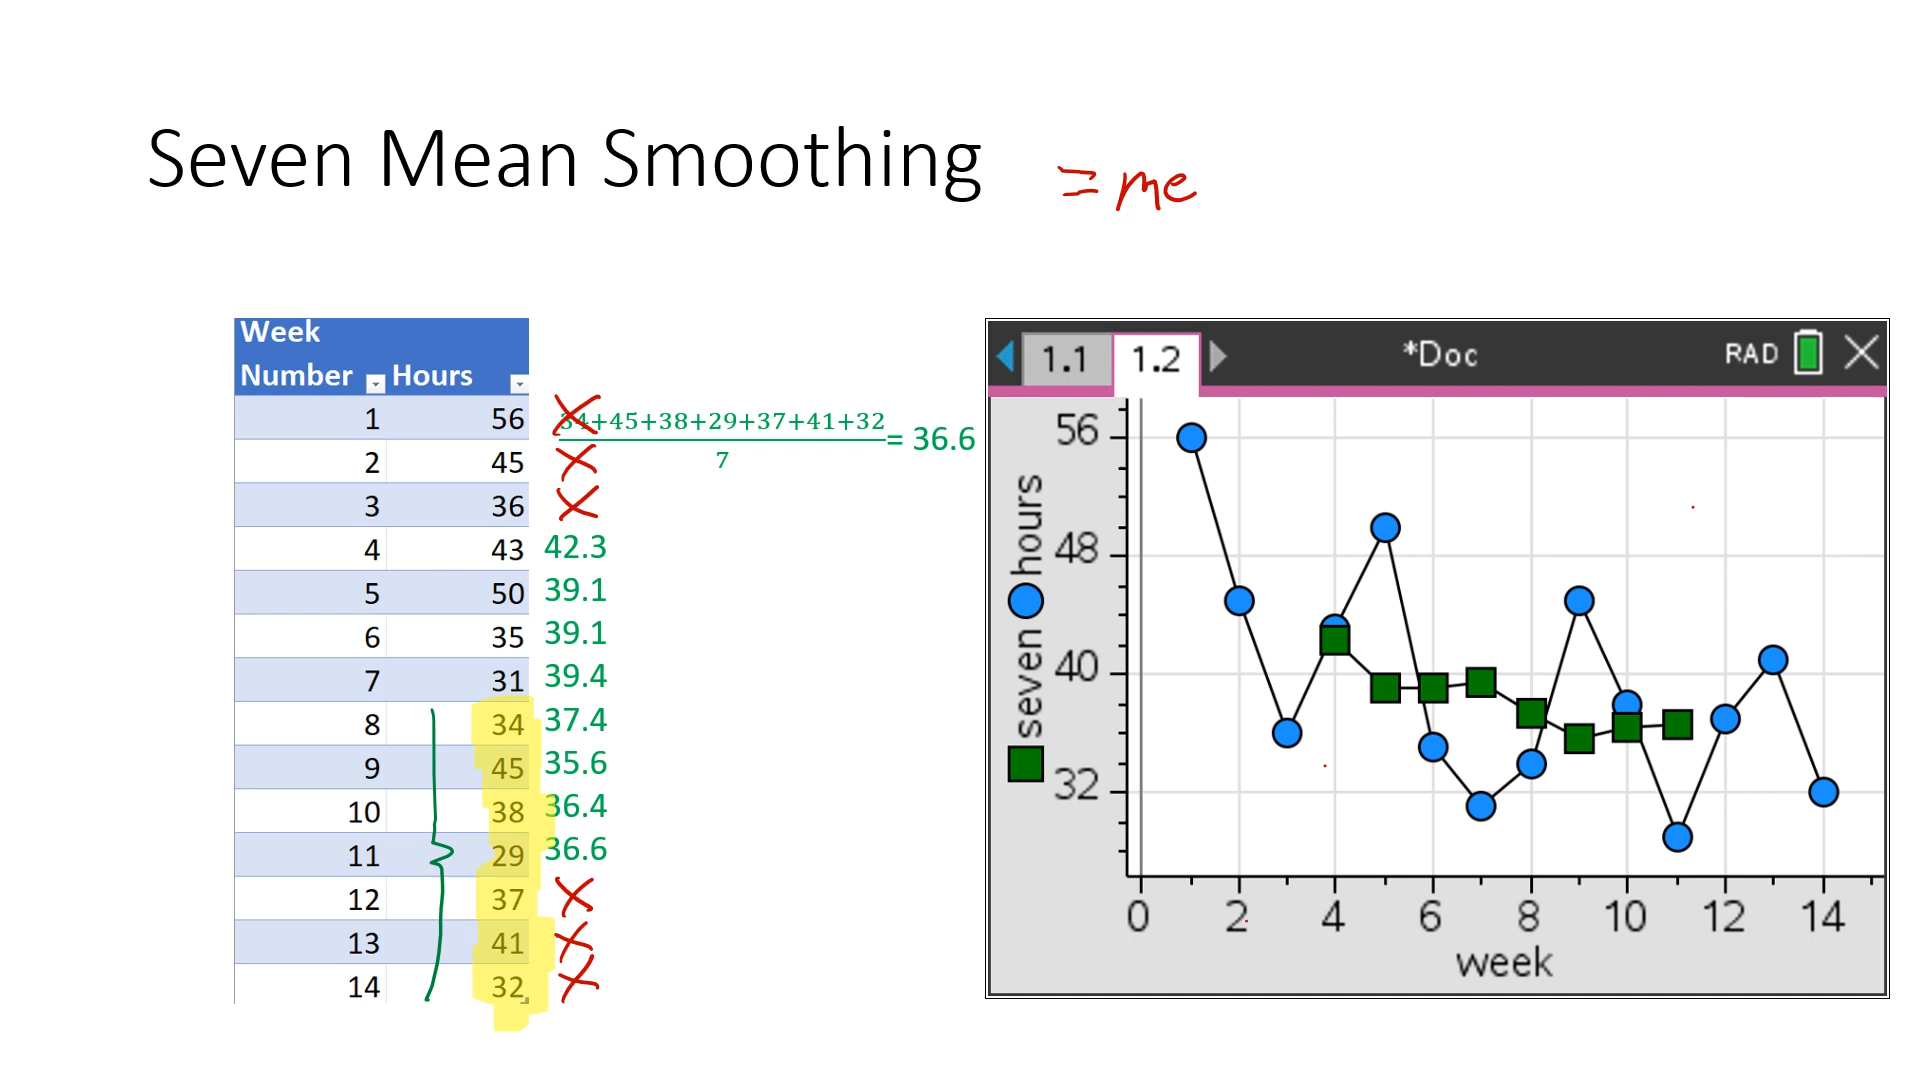 Seven Mean Smoothing = me
Week
Number Hours
1 56
2 45
3 36
4 43 42.3
5 50 39.1
6 35 39.1
7 31 39.4
8 34 37.4
9 45 35.6
10 38 36.4
11 29 36.6
12 37
13 41
14 32
34+45+38+29+37+41+32
7
= 36.6
1.1 1.2 *Doc RAD
seven hours
56
48
40
32
0 2 4 6 8 10 12 14
week